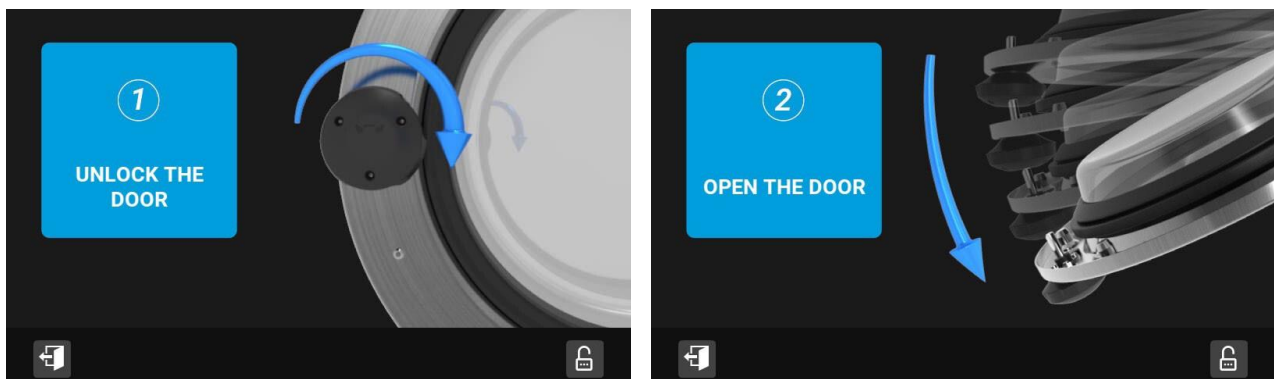 1
UNLOCK THE
DOOR
2
OPEN THE DOOR